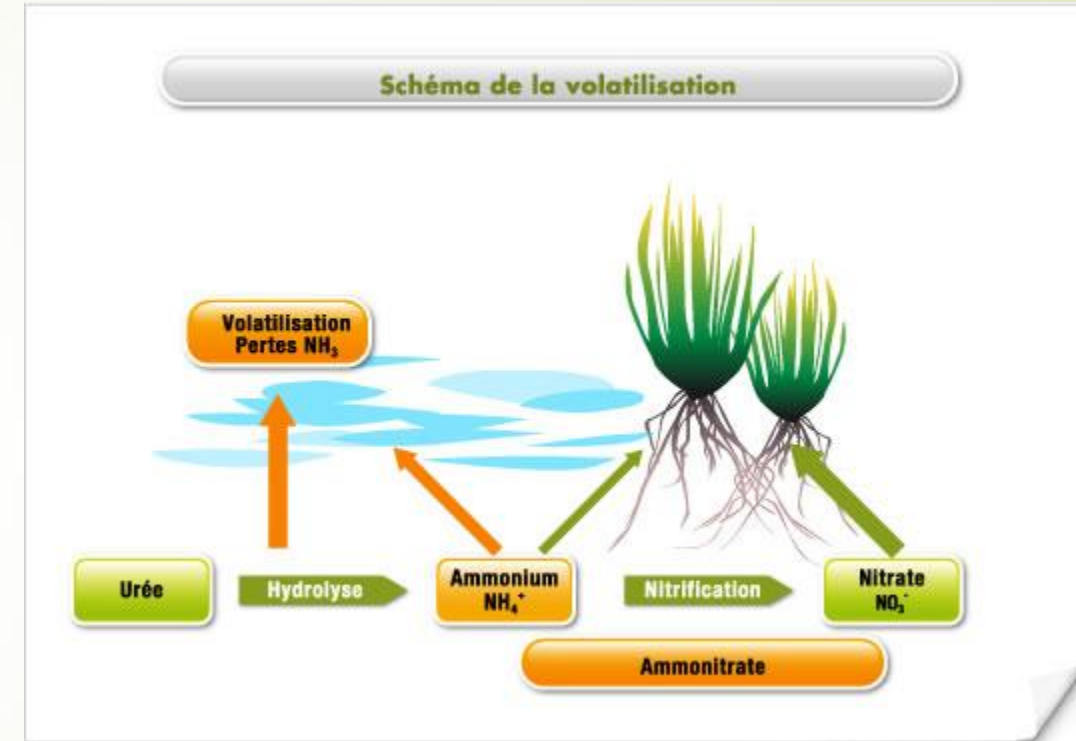 Schéma de la volatilisation
Volatilisation
Pertes NH₃
Urée
Hydrolyse
Ammonium
NH₄⁺
Nitrification
Nitrate
NO₃⁻
Ammonitrate